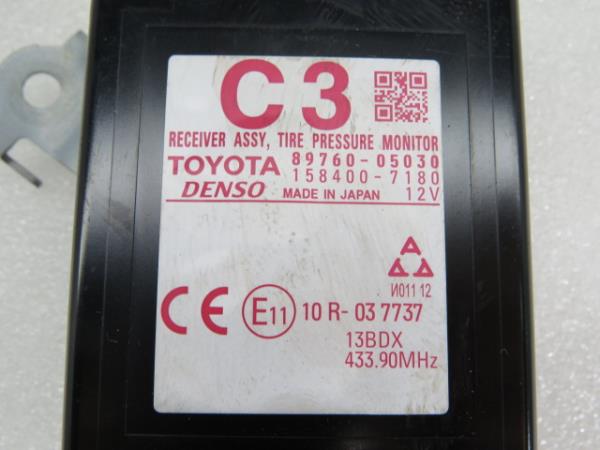 C3
RECEIVER ASSY, TIRE PRESSURE MONITOR
TOYOTA 89760-05030
158400-7180
DENSO MADE IN JAPAN 12V
И011 12
CE E11 10 R- 03 7737
13BDX
433.90MHz